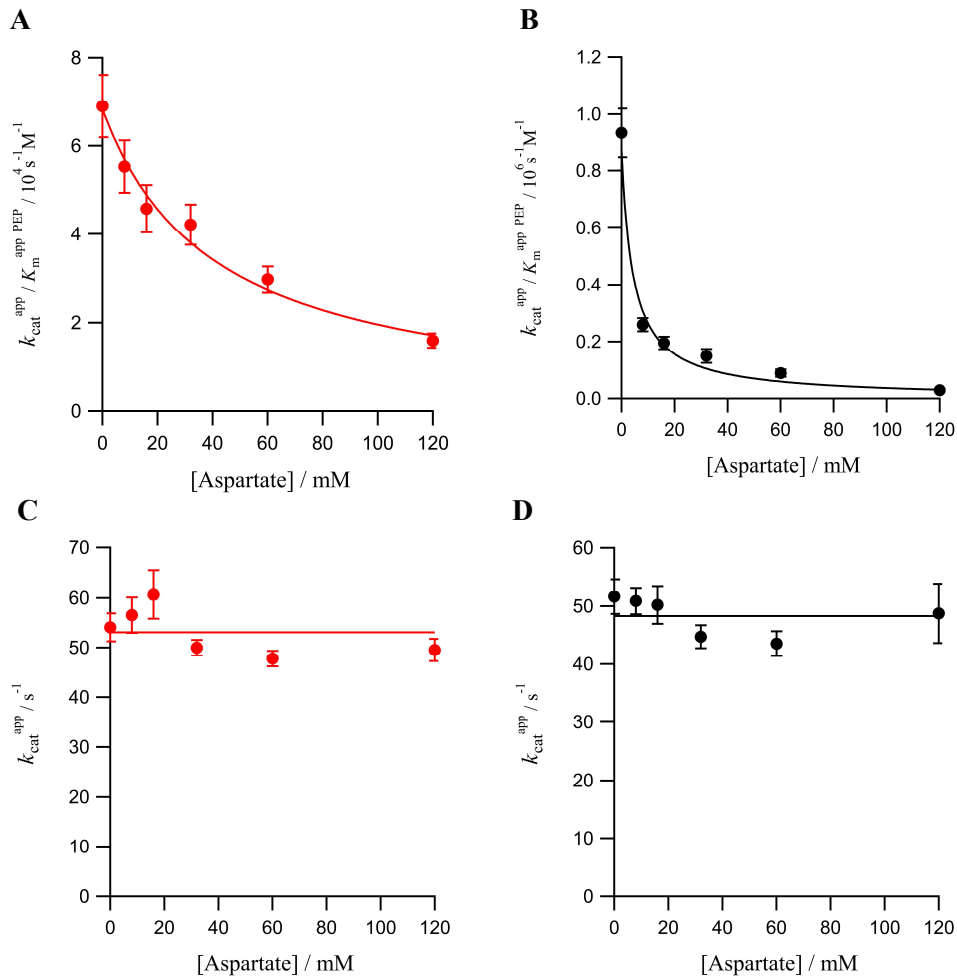 A
8
6
4
2
0
0 20 40 60 80 100 120
[Aspartate] / mM
k_cat^app / K_m^app PEP / 10^4 s^-1 M^-1
B
1.2
1.0
0.8
0.6
0.4
0.2
0.0
0 20 40 60 80 100 120
[Aspartate] / mM
k_cat^app / K_m^app PEP / 10^6 s^-1 M^-1
C
70
60
50
40
30
20
10
0
0 20 40 60 80 100 120
[Aspartate] / mM
k_cat^app / s^-1
D
60
50
40
30
20
10
0
0 20 40 60 80 100 120
[Aspartate] / mM
k_cat^app / s^-1